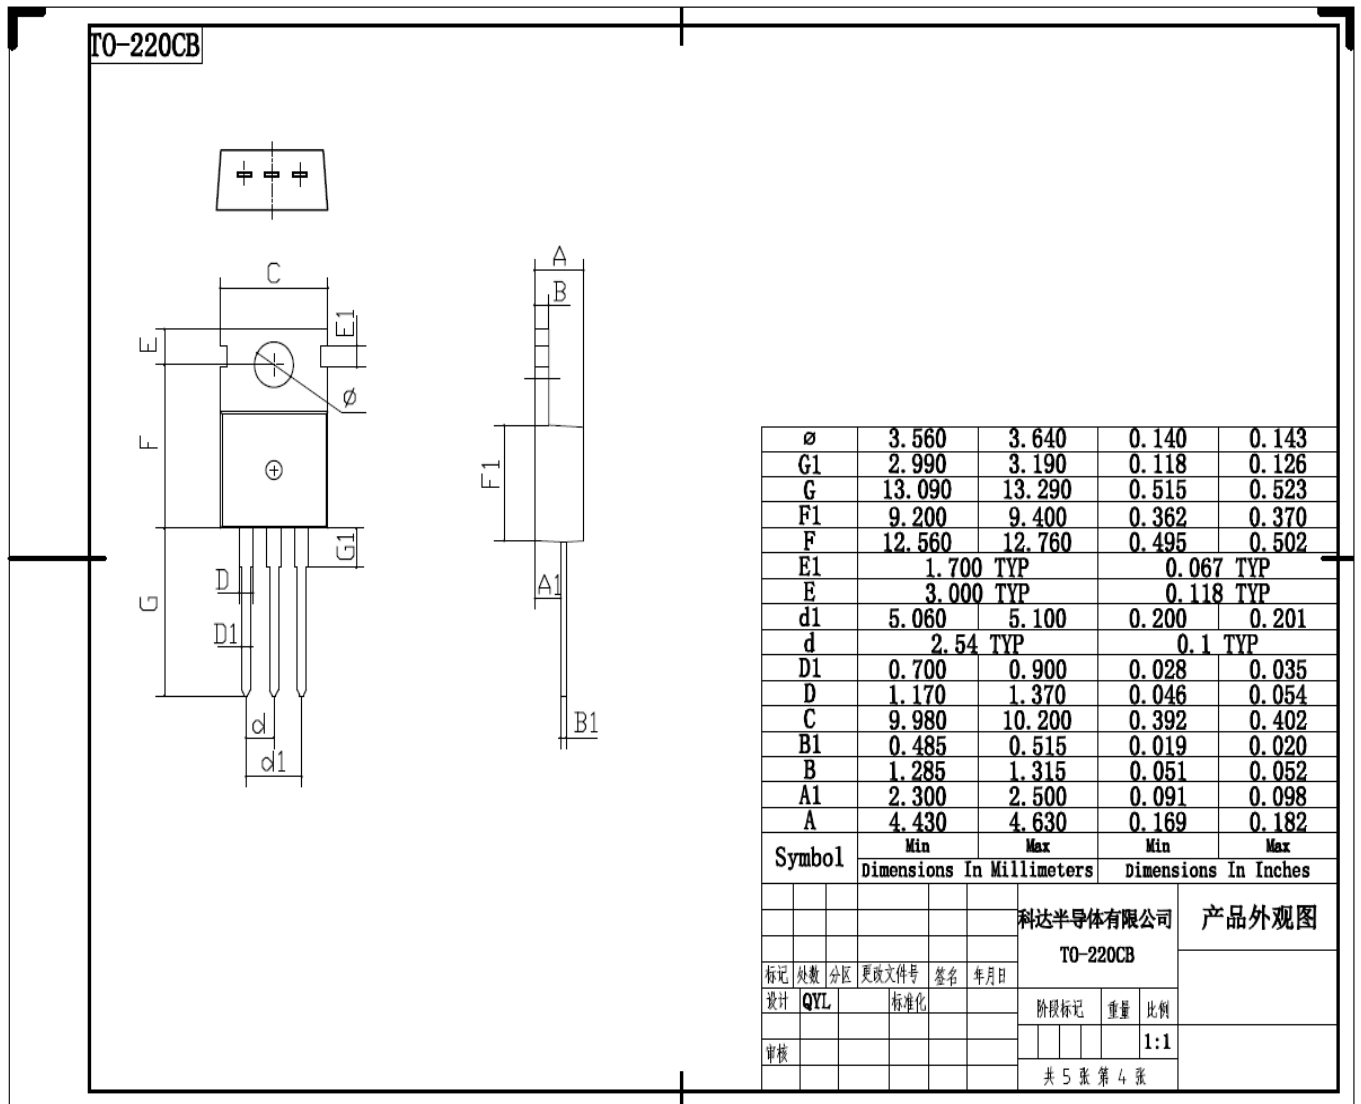 TO-220CB
C
E
E1
ø
F
G1
D
G
D1
d
d1
A
B
F1
A1
B1
ø 3.560 3.640 0.140 0.143
G1 2.990 3.190 0.118 0.126
G 13.090 13.290 0.515 0.523
F1 9.200 9.400 0.362 0.370
F 12.560 12.760 0.495 0.502
E1 1.700 TYP 0.067 TYP
E 3.000 TYP 0.118 TYP
d1 5.060 5.100 0.200 0.201
d 2.54 TYP 0.1 TYP
D1 0.700 0.900 0.028 0.035
D 1.170 1.370 0.046 0.054
C 9.980 10.200 0.392 0.402
B1 0.485 0.515 0.019 0.020
B 1.285 1.315 0.051 0.052
A1 2.300 2.500 0.091 0.098
A 4.430 4.630 0.169 0.182
Symbol Min Max Min Max
Dimensions In Millimeters Dimensions In Inches
科达半导体有限公司 产品外观图
TO-220CB
标记 处数 分区 更改文件号 签名 年月日
设计 QYL 标准化
阶段标记 重量 比例
1:1
审核
共 5 张 第 4 张